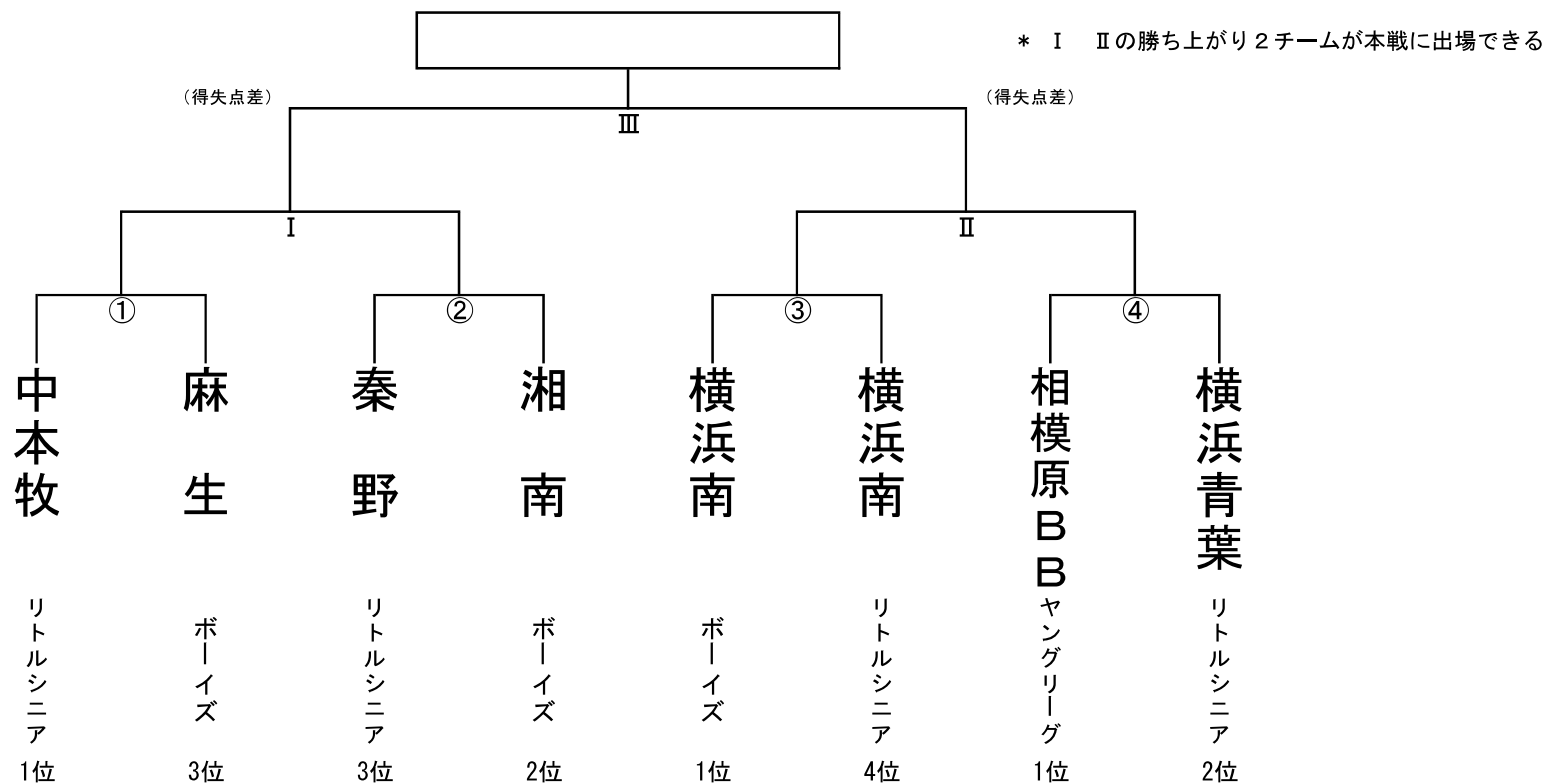 * Ⅰ　Ⅱの勝ち上がり２チームが本戦に出場できる
(得失点差)
(得失点差)
Ⅲ
Ⅰ
Ⅱ
①
②
③
④
中本牧
麻生
秦野
湘南
横浜南
横浜南
相模原ＢＢ
横浜青葉
リトルシニア
ボーイズ
リトルシニア
ボーイズ
ボーイズ
リトルシニア
ヤングリーグ
リトルシニア
1位
3位
3位
2位
1位
4位
1位
2位